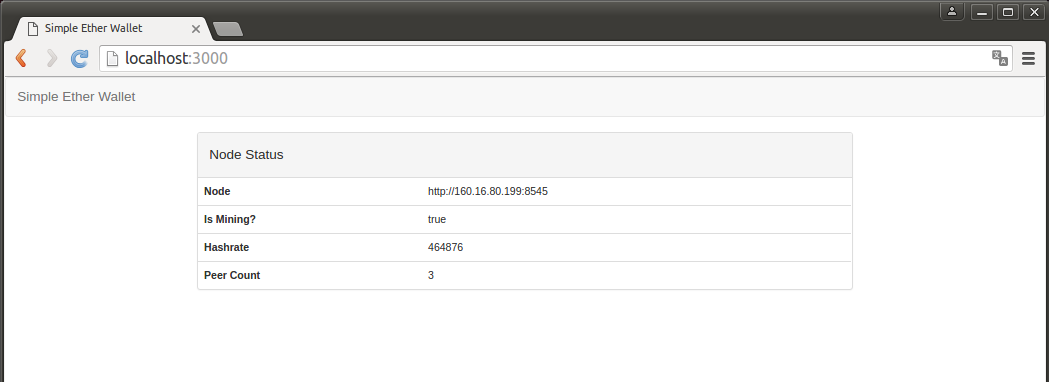 Simple Ether Wallet
localhost:3000
Simple Ether Wallet
Node Status
Node http://160.16.80.199:8545
Is Mining? true
Hashrate 464876
Peer Count 3